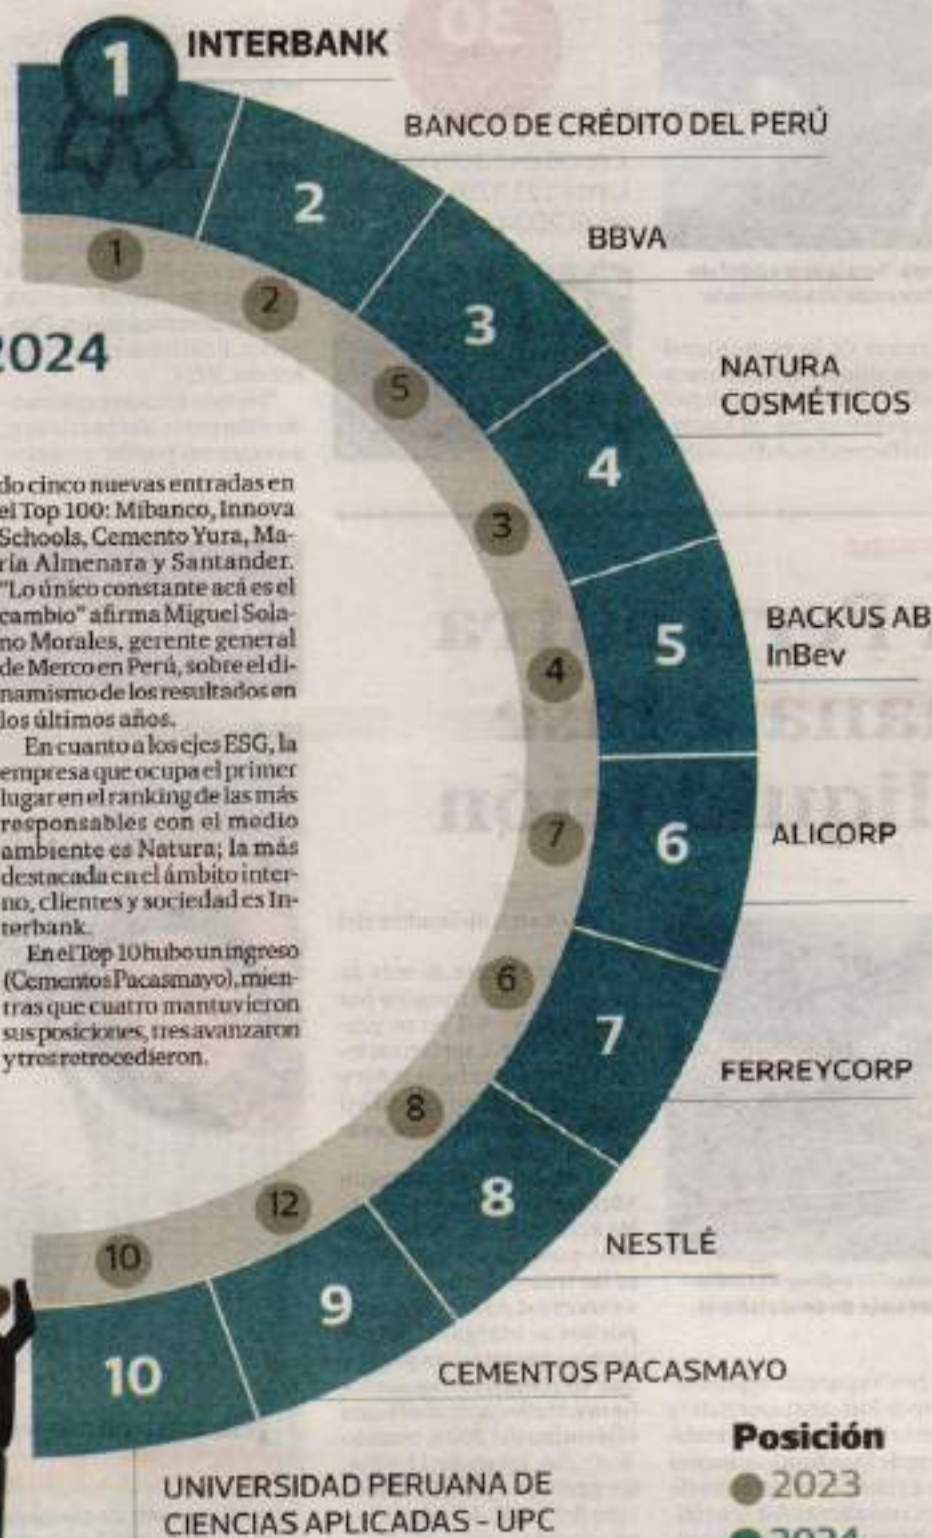 1 INTERBANK
BANCO DE CRÉDITO DEL PERÚ
2
BBVA
1
2
3
2024
5
NATURA
COSMÉTICOS
4
do cinco nuevas entradas en
el Top 100: Mibanco, Innova
Schools, Cemento Yura, Ma-
ría Almenara y Santander.
"Lo único constante acá es el
cambio" afirma Miguel Sola-
no Morales, gerente general
de Merco en Perú, sobre el di-
namismo de los resultados en
los últimos años.
En cuanto a los ejes ESG, la
empresa que ocupa el primer
lugar en el ranking de las más
responsables con el medio
ambiente es Natura; la más
destacada en el ámbito inter-
no, clientes y sociedad es In-
terbank.
En el Top 10 hubo un ingreso
(Cementos Pacasmayo), mien-
tras que cuatro mantuvieron
sus posiciones, tres avanzaron
y tres retrocedieron.
3
5
BACKUS AB
InBev
4
6
ALICORP
7
6
7
FERREYCORP
8
8
NESTLÉ
12
10
9
CEMENTOS PACASMAYO
10
UNIVERSIDAD PERUANA DE
CIENCIAS APLICADAS - UPC
Posición
2023
2024